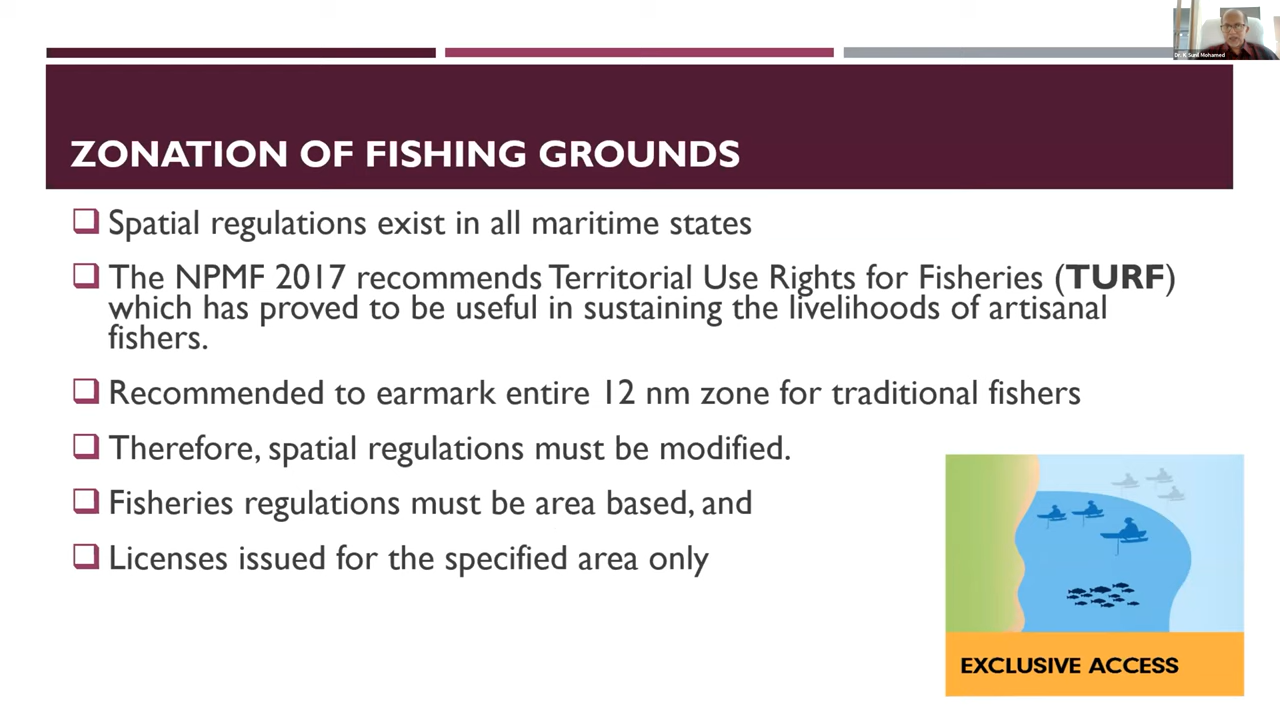 Dr. K Sunil Mohamed
ZONATION OF FISHING GROUNDS
Spatial regulations exist in all maritime states
The NPMF 2017 recommends Territorial Use Rights for Fisheries (TURF)
which has proved to be useful in sustaining the livelihoods of artisanal
fishers.
Recommended to earmark entire 12 nm zone for traditional fishers
Therefore, spatial regulations must be modified.
Fisheries regulations must be area based, and
Licenses issued for the specified area only
EXCLUSIVE ACCESS